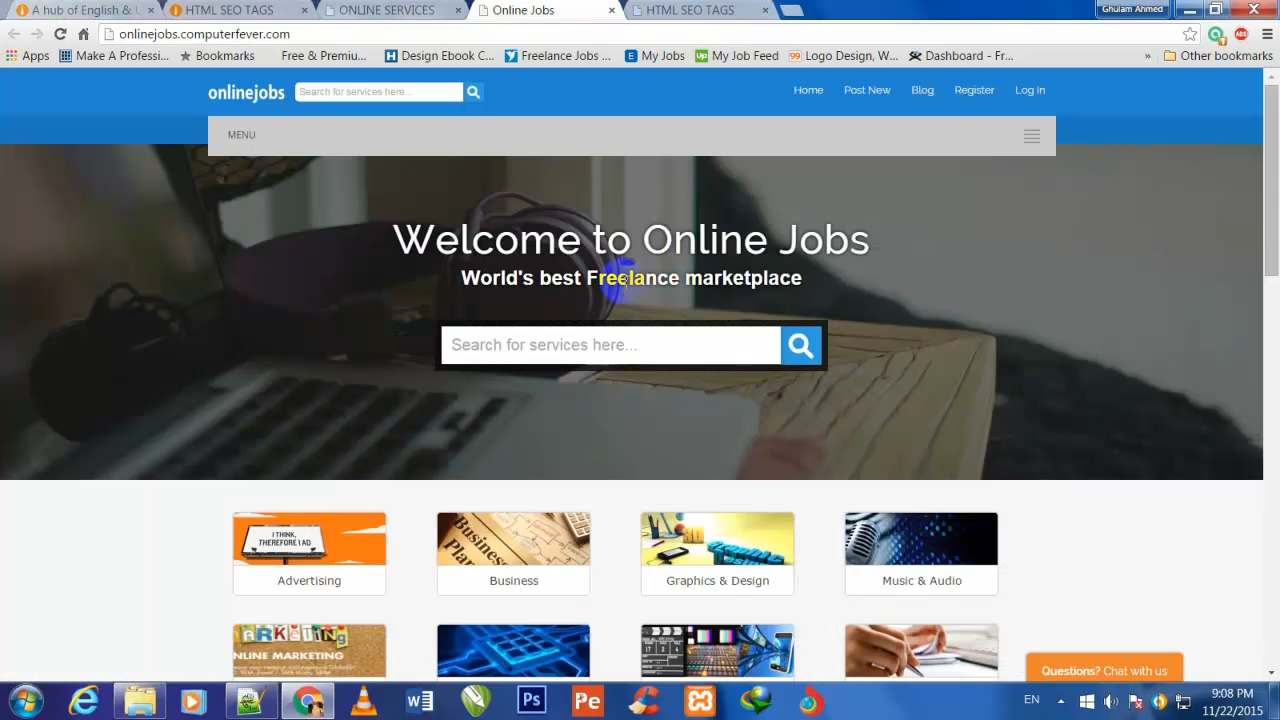 A hub of English & U
HTML SEO TAGS
ONLINE SERVICES
Online Jobs
HTML SEO TAGS
Ghulam Ahmed
onlinejobs.computerfever.com
Apps
Make A Professi...
Bookmarks
Free & Premiu...
Design Ebook C...
Freelance Jobs ...
My Jobs
My Job Feed
Logo Design, W...
Dashboard - Fr...
»
Other bookmarks
onlinejobs
Search for services here...
Home
Post New
Blog
Register
Log In
MENU
Welcome to Online Jobs
World's best Freelance marketplace
Search for services here...
I THINK,
THEREFORE I AD
Business
Plan
Advertising
Business
Graphics & Design
Music & Audio
ARKETING
NLINE MARKETING
Questions? Chat with us
EN
9:08 PM
11/22/2015